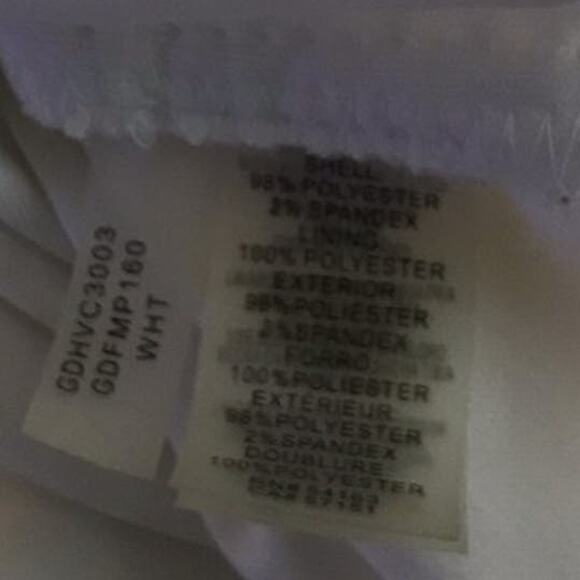 GDHVC3003
GDFMP160
WHT
SHELL
98% POLYESTER
2% SPANDEX
LINING
100% POLYESTER
EXTERIOR
98% POLIESTER
2% SPANDEX
FORRO:
100% POLIESTER
EXTÉRIEUR
98% POLYESTER
2% SPANDEX
DOUBLURE
100% POLYESTER